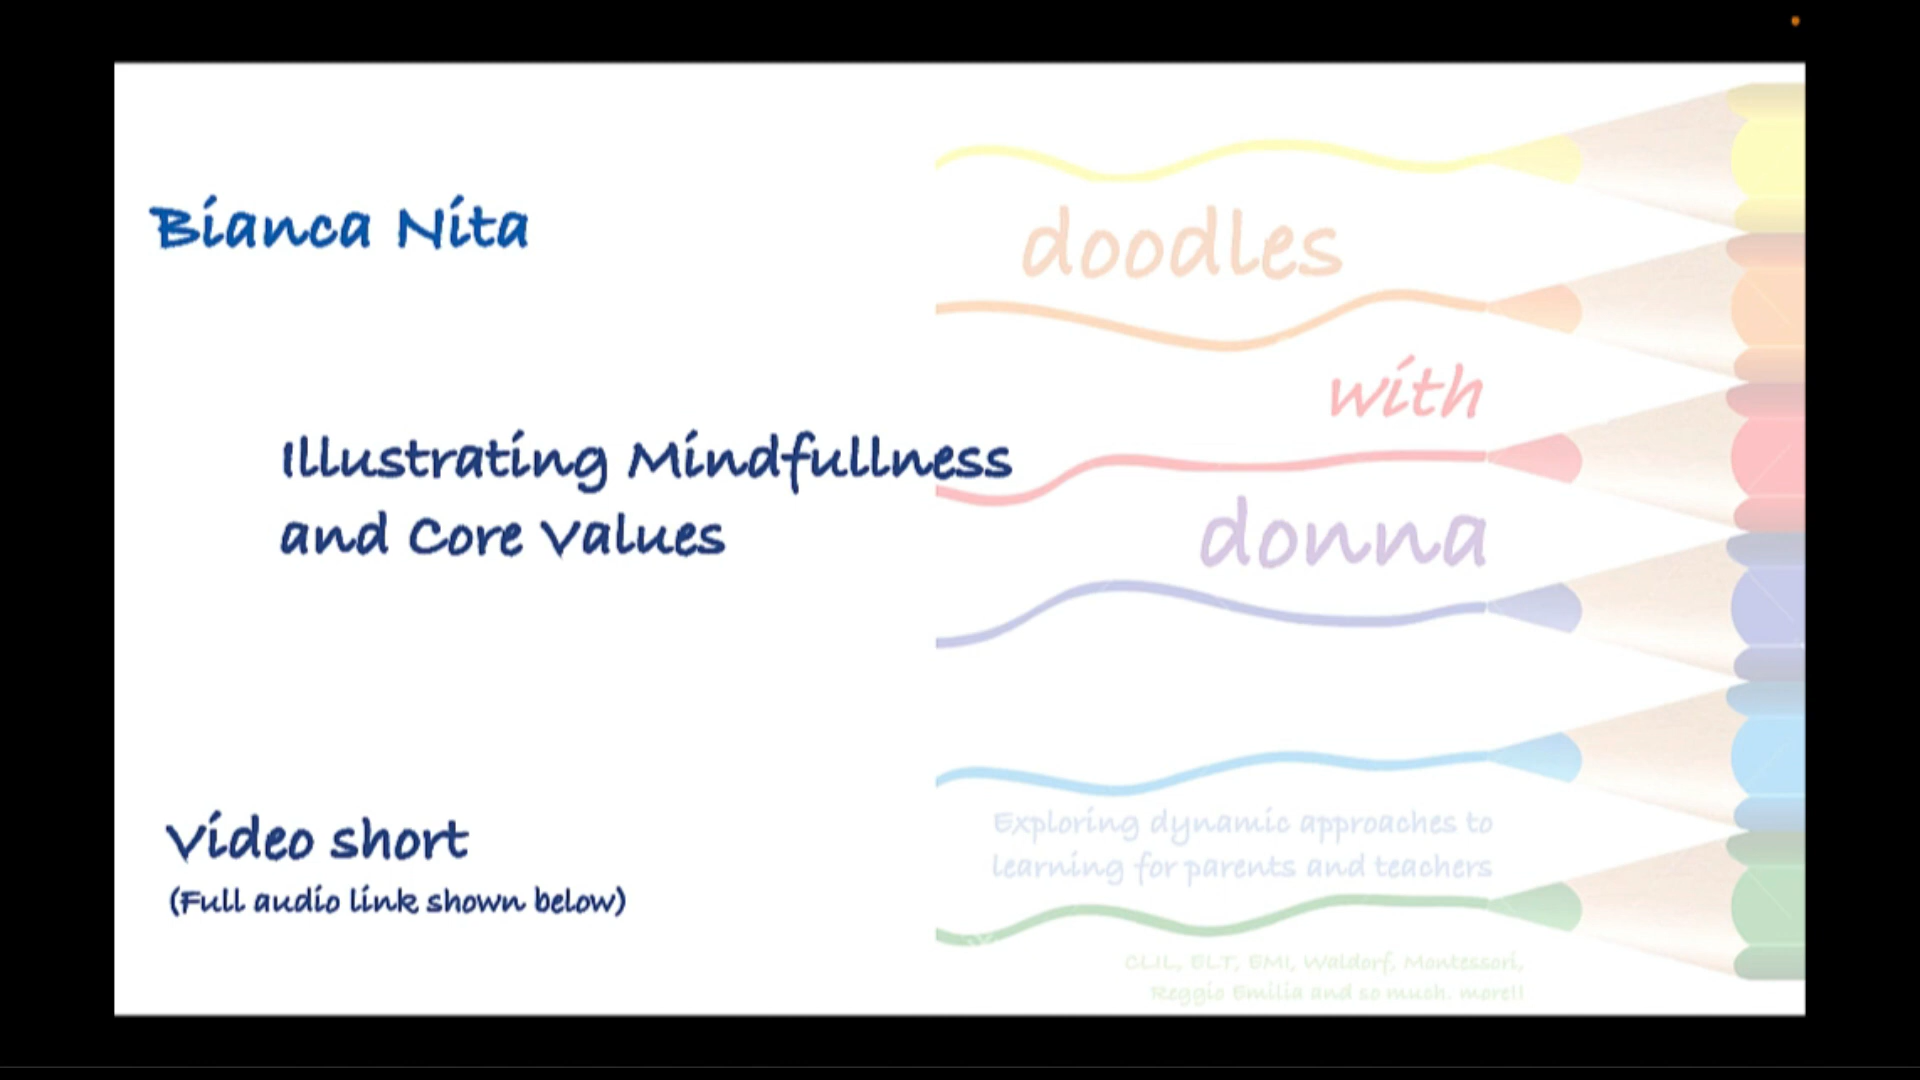 Bianca Nita
Illustrating Mindfullness
and Core Values
Video short
(Full audio link shown below)
doodles
with
donna
Exploring dynamic approaches to
learning for parents and teachers
CLIL, ELT, EMI, Waldorf, Montessori,
Reggio Emilia and so much. more!!